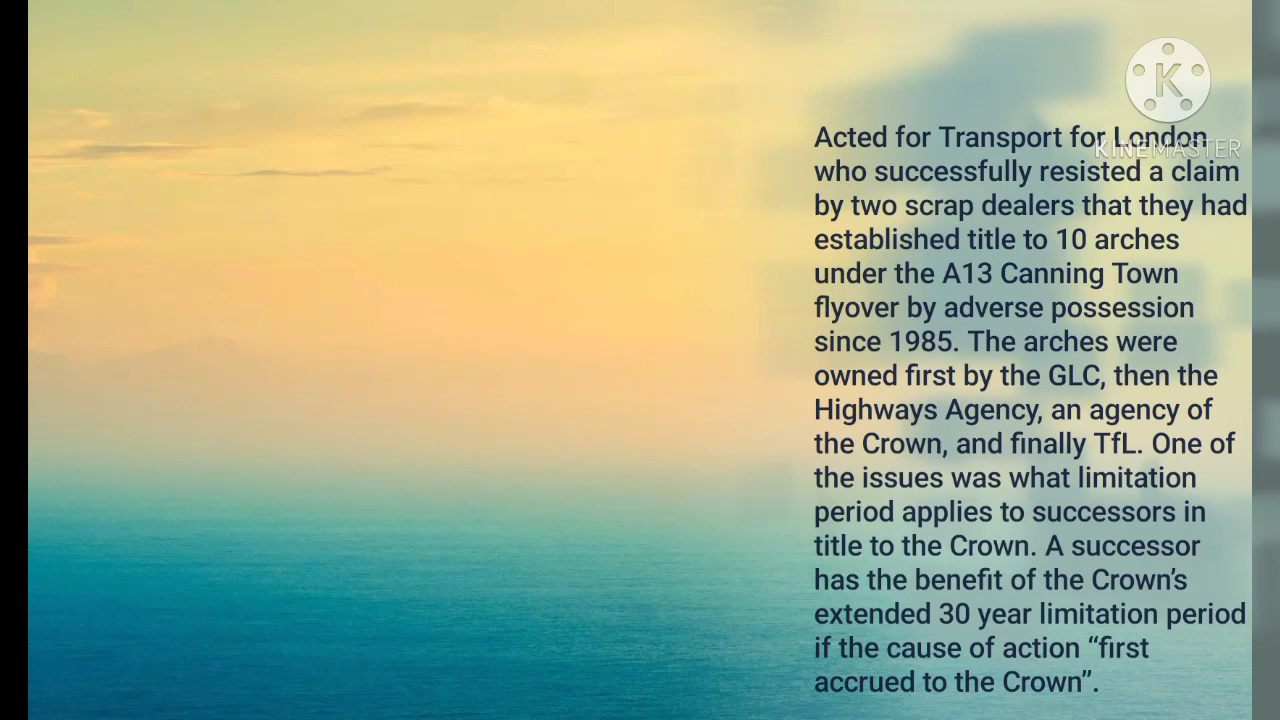 K
KINEMASTER
Acted for Transport for London
who successfully resisted a claim
by two scrap dealers that they had
established title to 10 arches
under the A13 Canning Town
flyover by adverse possession
since 1985. The arches were
owned first by the GLC, then the
Highways Agency, an agency of
the Crown, and finally TfL. One of
the issues was what limitation
period applies to successors in
title to the Crown. A successor
has the benefit of the Crown’s
extended 30 year limitation period
if the cause of action “first
accrued to the Crown”.